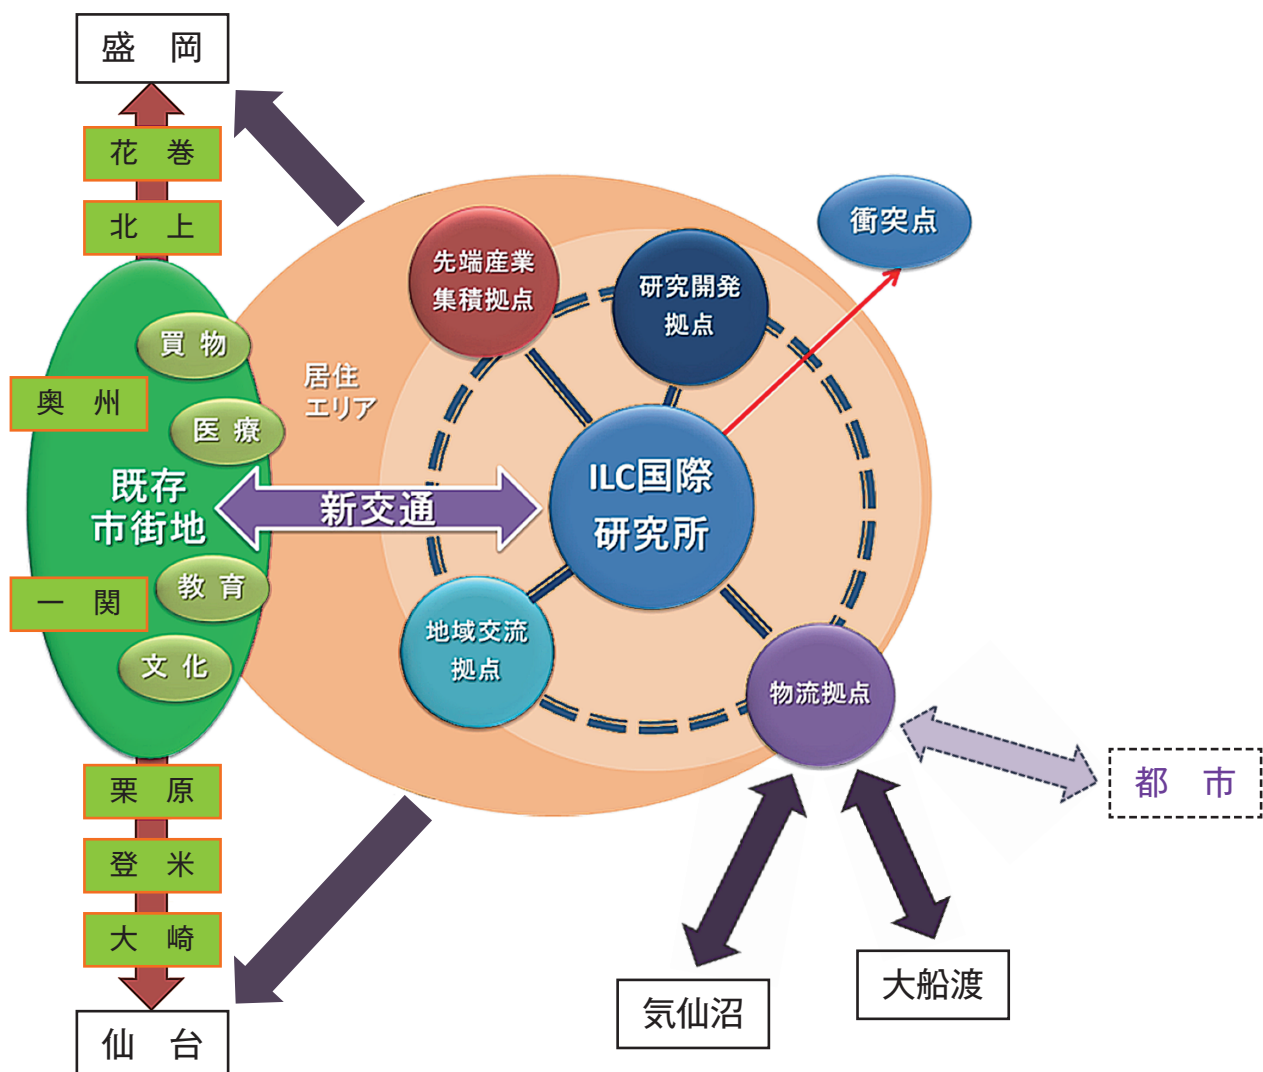 盛　岡
花　巻
北　上
衝突点
先端産業
集積拠点
研究開発
拠点
買 物
居住
エリア
奥　州
医 療
既存
市街地
新交通
ILC国際
研究所
教 育
一　関
文 化
地域交流
拠点
物流拠点
栗　原
都　市
登　米
大　崎
大船渡
気仙沼
仙　台